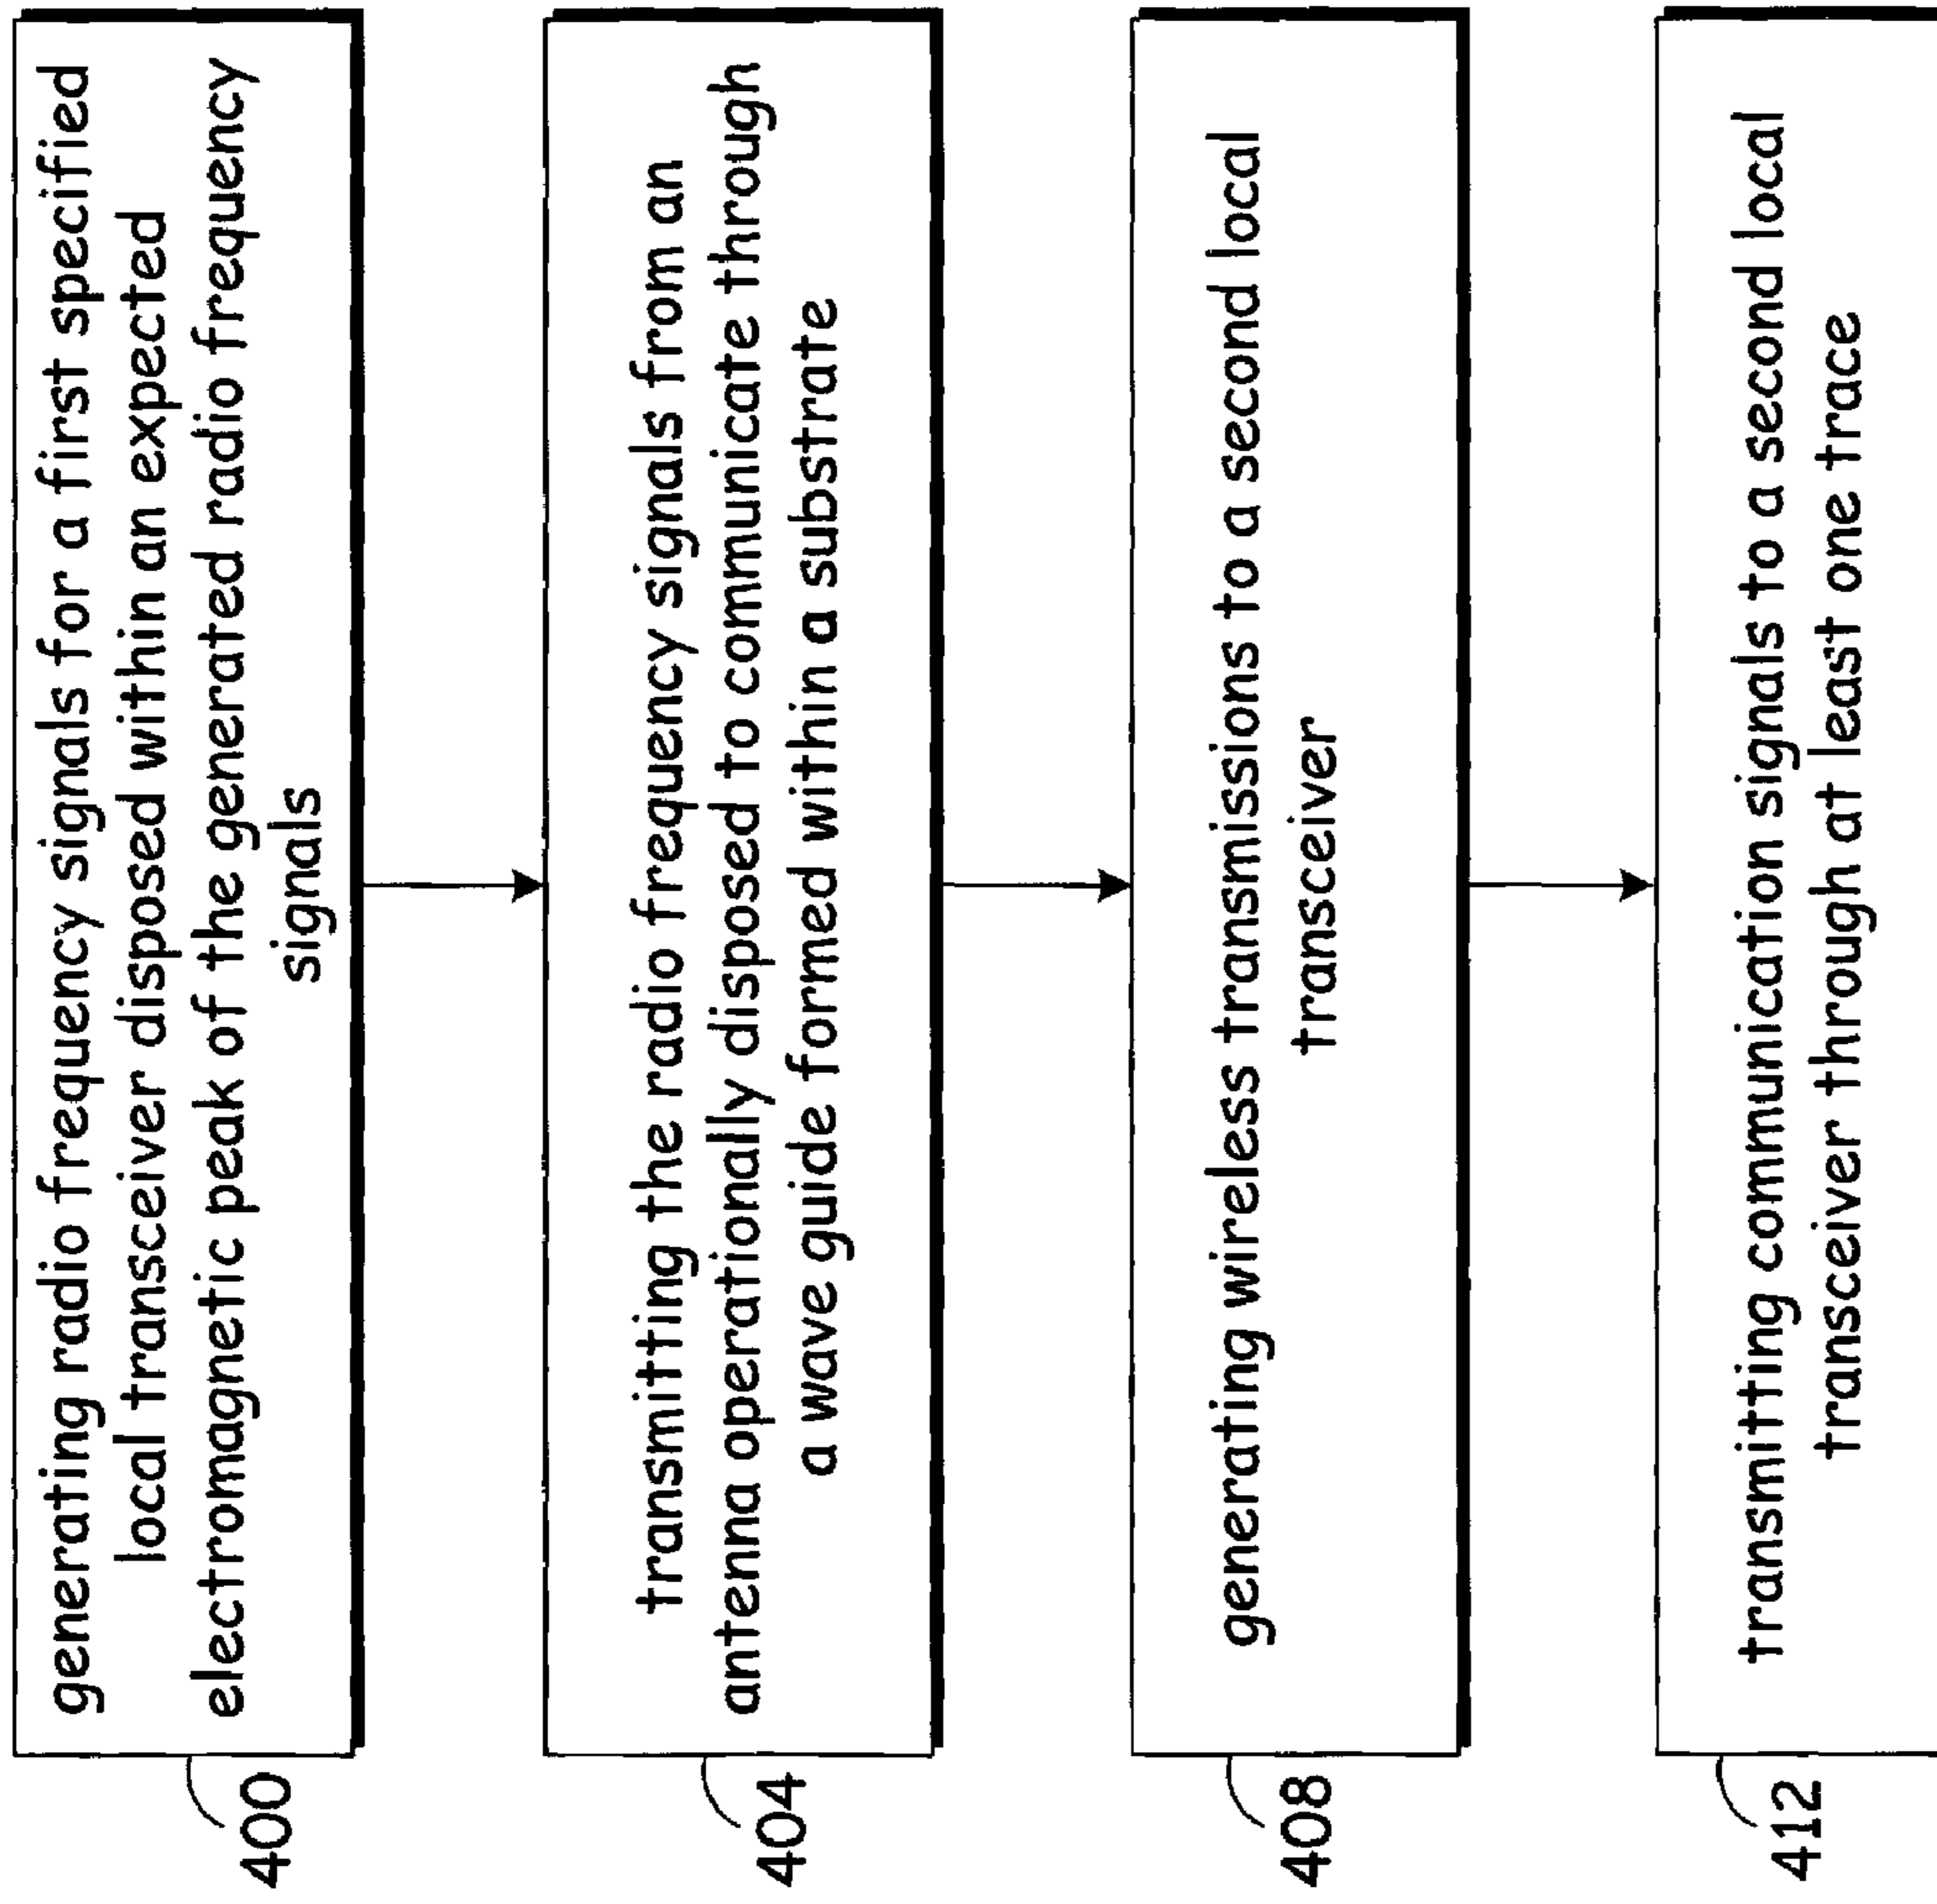 generating radio frequency signals for a first specified
local transceiver disposed within an expected
electromagnetic peak of the generated radio frequency
signals
400
transmitting the radio frequency signals from an
antenna operationally disposed to communicate through
a wave guide formed within a substrate
404
generating wireless transmissions to a second local
transceiver
408
transmitting communication signals to a second local
transceiver through at least one trace
412